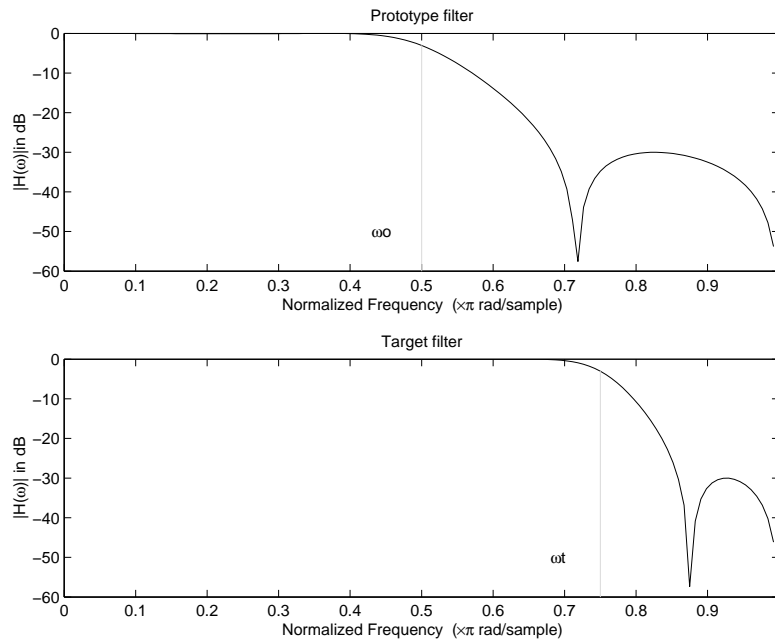 Prototype filter
0
−10
−20
−30
−40
−50
−60
|H(ω)|in dB
ωo
0 0.1 0.2 0.3 0.4 0.5 0.6 0.7 0.8 0.9
Normalized Frequency (×π rad/sample)
Target filter
0
−10
−20
−30
−40
−50
−60
|H(ω)| in dB
ωt
0 0.1 0.2 0.3 0.4 0.5 0.6 0.7 0.8 0.9
Normalized Frequency (×π rad/sample)